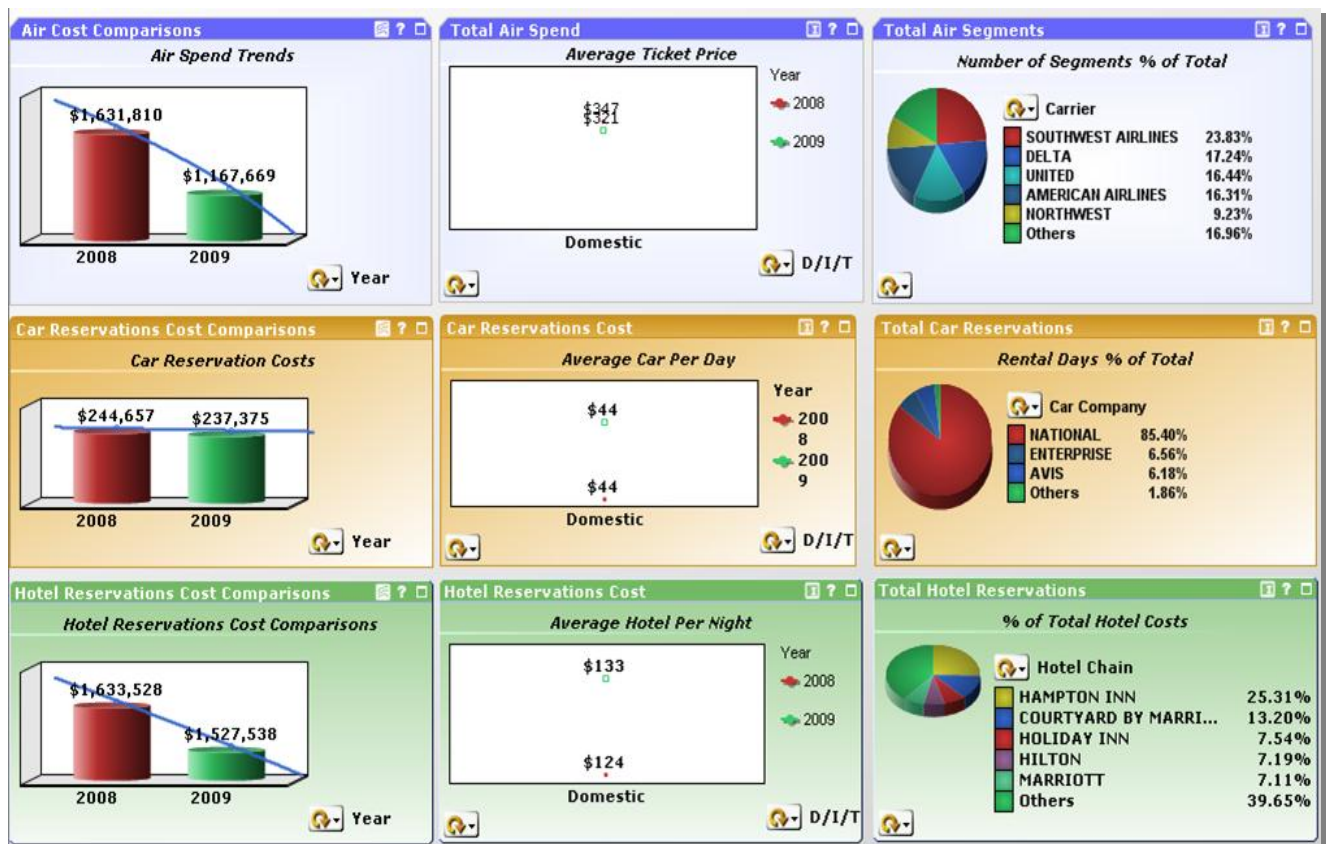 Air Cost Comparisons
Air Spend Trends
$1,631,810
$1,167,669
2008 2009
Year
Total Air Spend
Average Ticket Price
$347
$321
Domestic
Year
2008
2009
D/I/T
Total Air Segments
Number of Segments % of Total
Carrier
SOUTHWEST AIRLINES 23.83%
DELTA 17.24%
UNITED 16.44%
AMERICAN AIRLINES 16.31%
NORTHWEST 9.23%
Others 16.96%
Car Reservations Cost Comparisons
Car Reservation Costs
$244,657 $237,375
2008 2009
Year
Car Reservations Cost
Average Car Per Day
$44
$44
Domestic
Year
200
8
200
9
D/I/T
Total Car Reservations
Rental Days % of Total
Car Company
NATIONAL 85.40%
ENTERPRISE 6.56%
AVIS 6.18%
Others 1.86%
Hotel Reservations Cost Comparisons
Hotel Reservations Cost Comparisons
$1,633,528
$1,527,538
2008 2009
Year
Hotel Reservations Cost
Average Hotel Per Night
$133
$124
Domestic
Year
2008
2009
D/I/T
Total Hotel Reservations
% of Total Hotel Costs
Hotel Chain
HAMPTON INN 25.31%
COURTYARD BY MARRI... 13.20%
HOLIDAY INN 7.54%
HILTON 7.19%
MARRIOTT 7.11%
Others 39.65%